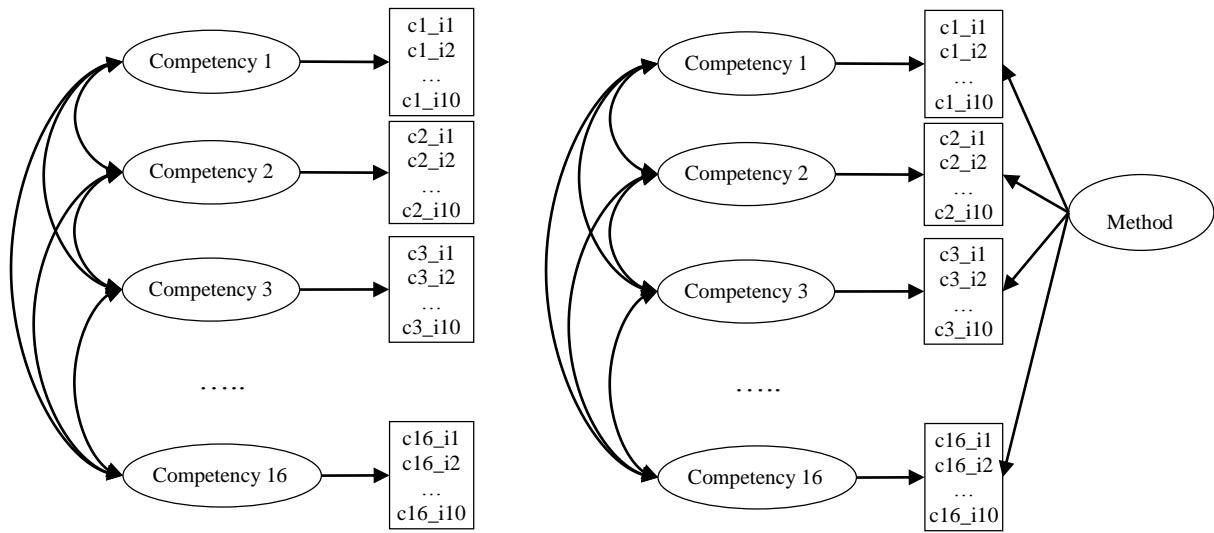 Competency 1
c1_i1
c1_i2
…
c1_i10
Competency 2
c2_i1
c2_i2
…
c2_i10
Competency 3
c3_i1
c3_i2
…
c3_i10
…..
Competency 16
c16_i1
c16_i2
…
c16_i10
Competency 1
c1_i1
c1_i2
…
c1_i10
Competency 2
c2_i1
c2_i2
…
c2_i10
Competency 3
c3_i1
c3_i2
…
c3_i10
…..
Competency 16
c16_i1
c16_i2
…
c16_i10
Method